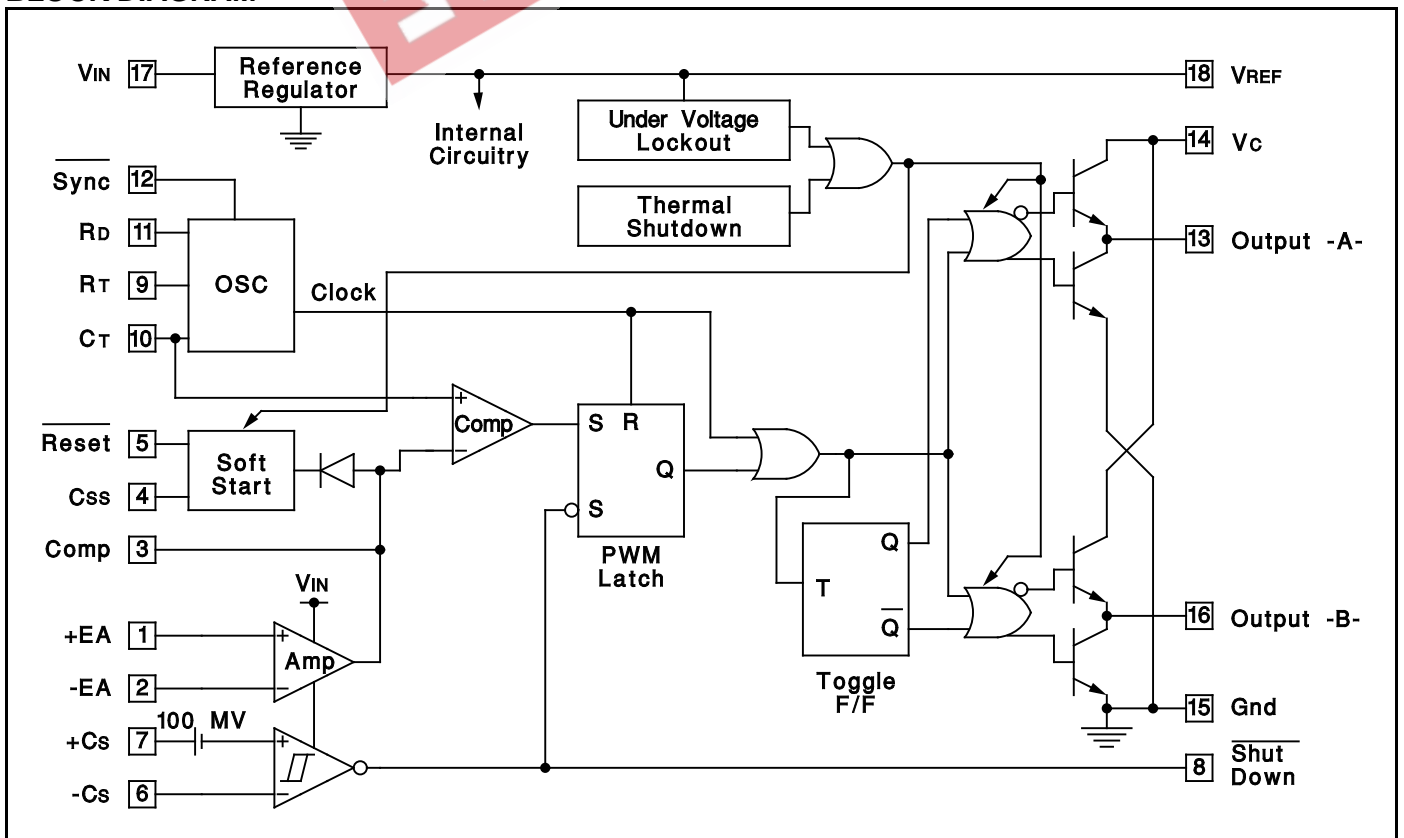 VIN 17 Reference Regulator 18 VREF
Internal Circuitry
Under Voltage Lockout
14 VC
Sync 12
Thermal Shutdown
RD 11
13 Output -A-
RT 9 OSC Clock
CT 10
+ Comp −
Reset 5 Soft Start
CSS 4
S R
Q
S
PWM Latch
Comp 3
VIN
Q
T
Q
Toggle F/F
+EA 1 + Amp
-EA 2 −
16 Output -B-
15 Gnd
100 MV
+CS 7 +
-CS 6 −
8 Shut Down